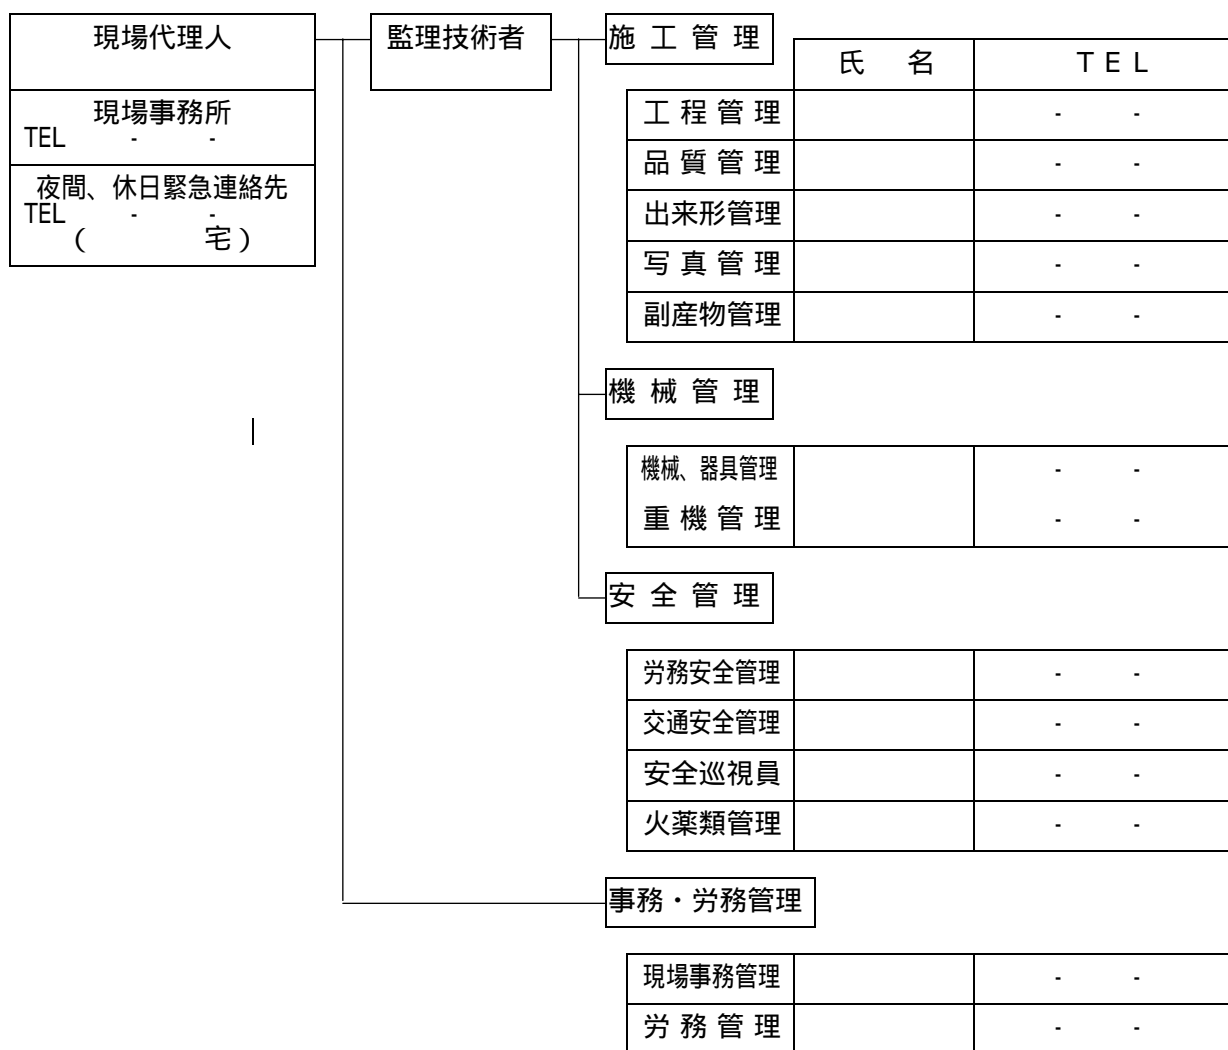 現場代理人
現場事務所
TEL - -
夜間、休日緊急連絡先
TEL - -
( 宅)
監理技術者
施工管理
氏 名 TEL
工程管理 - -
品質管理 - -
出来形管理 - -
写真管理 - -
副産物管理 - -
機械管理
機械、器具管理 - -
重機管理 - -
安全管理
労務安全管理 - -
交通安全管理 - -
安全巡視員 - -
火薬類管理 - -
事務・労務管理
現場事務管理 - -
労務管理 - -